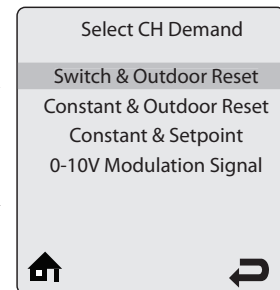 Select CH Demand
Switch & Outdoor Reset
Constant & Outdoor Reset
Constant & Setpoint
0-10V Modulation Signal